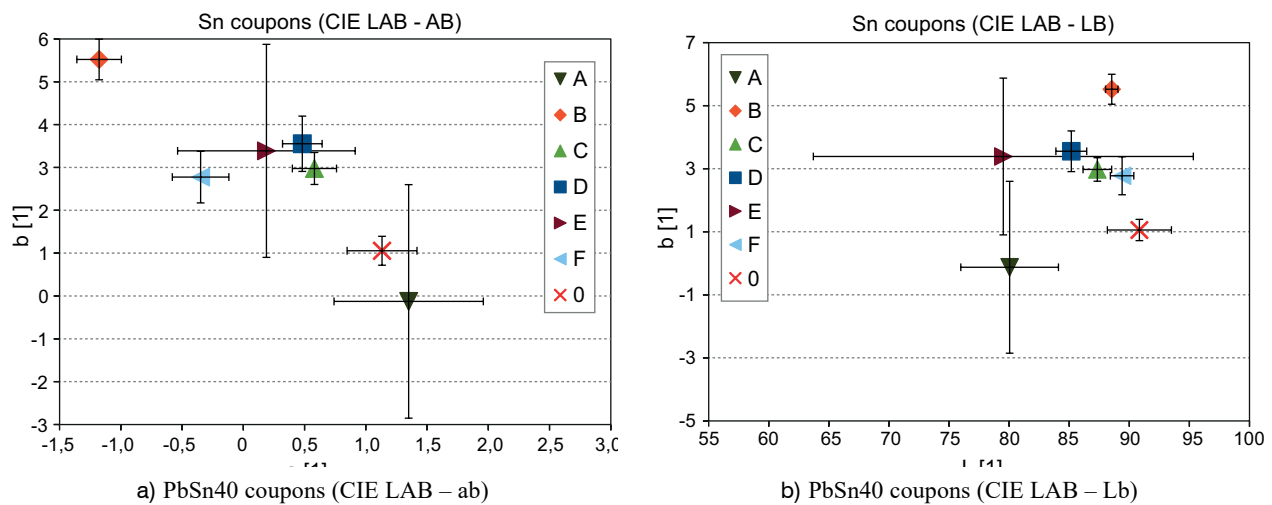 Sn coupons (CIE LAB - AB)
6
5
4
3
2
1
0
-1
-2
-3
b [1]
-1,5
-1,0
-0,5
0
0,5
1,0
1,5
2,0
2,5
3,0
A
B
C
D
E
F
0
a) PbSn40 coupons (CIE LAB – ab)
Sn coupons (CIE LAB - LB)
7
5
3
1
-1
-3
-5
b [1]
55
60
65
70
75
80
85
90
95
100
A
B
C
D
E
F
0
b) PbSn40 coupons (CIE LAB – Lb)